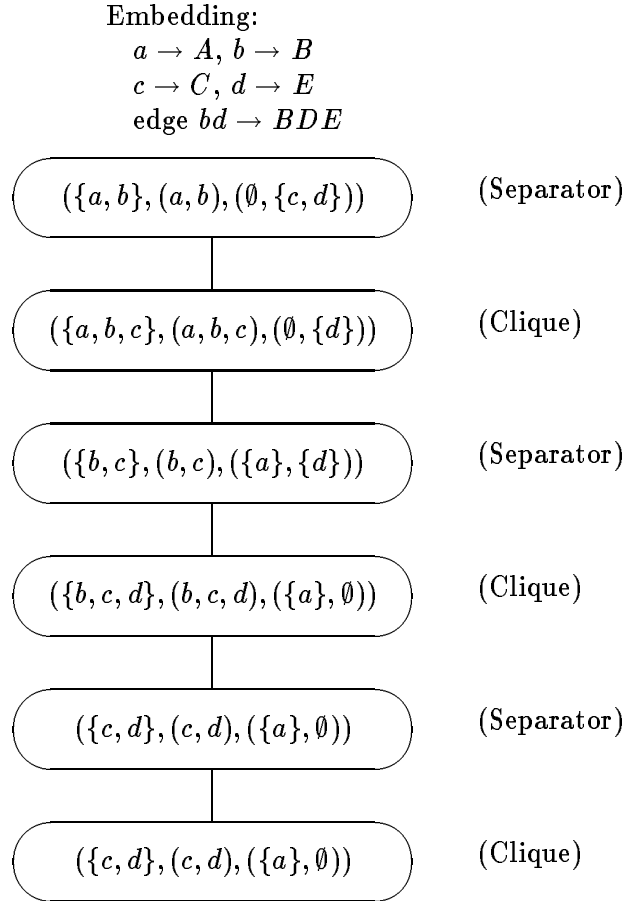 Embedding:
a → A, b → B
c → C, d → E
edge bd → BDE
({a, b}, (a, b), (∅, {c, d})) (Separator)
({a, b, c}, (a, b, c), (∅, {d})) (Clique)
({b, c}, (b, c), ({a}, {d})) (Separator)
({b, c, d}, (b, c, d), ({a}, ∅)) (Clique)
({c, d}, (c, d), ({a}, ∅)) (Separator)
({c, d}, (c, d), ({a}, ∅)) (Clique)